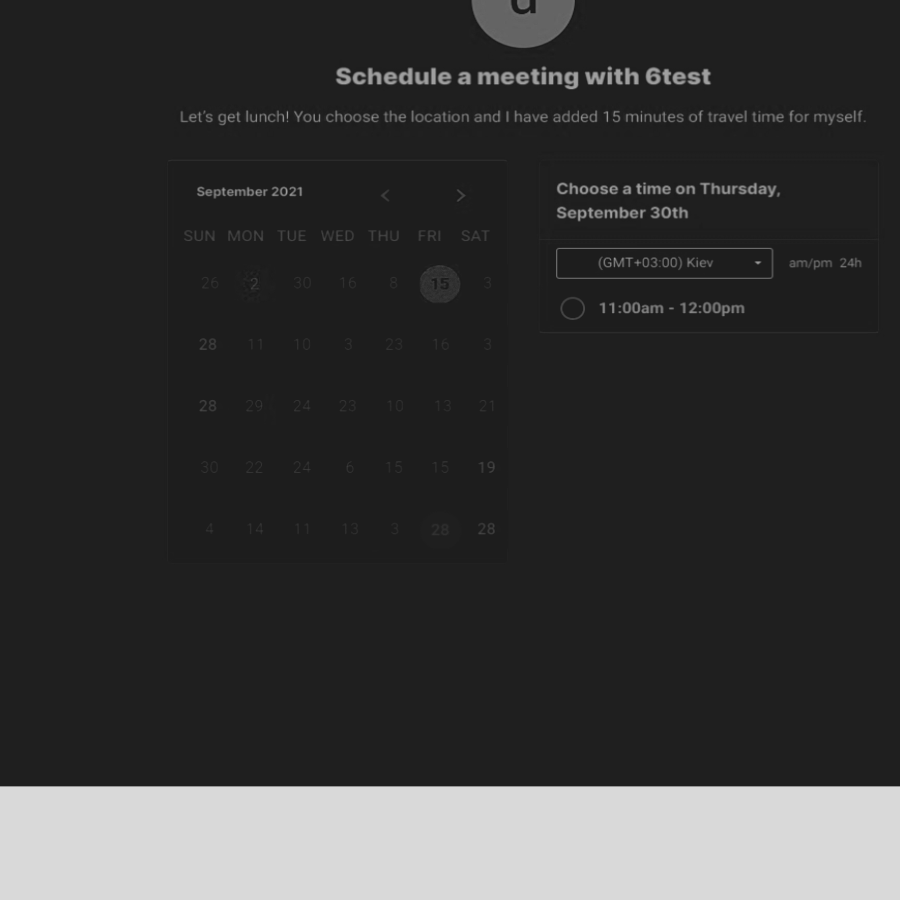 d
Schedule a meeting with 6test
Let's get lunch! You choose the location and I have added 15 minutes of travel time for myself.
September 2021
SUN MON TUE WED THU FRI SAT
26 2 30 16 8 15 3
28 11 10 3 23 16 3
28 29 24 23 10 13 21
30 22 24 6 15 15 19
4 14 11 13 3 28 28
Choose a time on Thursday,
September 30th
(GMT+03:00) Kiev am/pm 24h
11:00am - 12:00pm